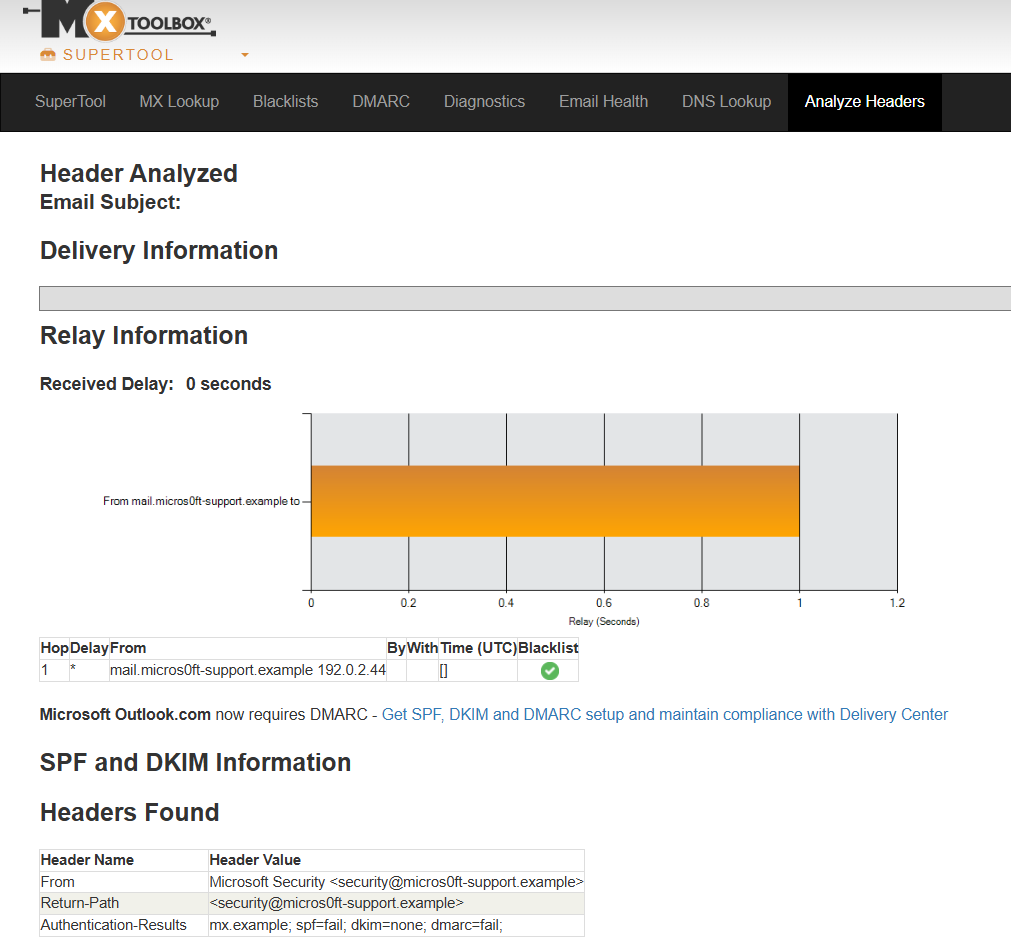 MX TOOLBOX®
SUPERTOOL
SuperTool MX Lookup Blacklists DMARC Diagnostics Email Health DNS Lookup Analyze Headers
Header Analyzed
Email Subject:
Delivery Information
Relay Information
Received Delay: 0 seconds
From mail.micros0ft-support.example to
0 0.2 0.4 0.6 0.8 1 1.2
Relay (Seconds)
Hop Delay From By With Time (UTC) Blacklist
1 * mail.micros0ft-support.example 192.0.2.44 []
Microsoft Outlook.com now requires DMARC - Get SPF, DKIM and DMARC setup and maintain compliance with Delivery Center
SPF and DKIM Information
Headers Found
Header Name Header Value
From Microsoft Security <security@micros0ft-support.example>
Return-Path <security@micros0ft-support.example>
Authentication-Results mx.example; spf=fail; dkim=none; dmarc=fail;